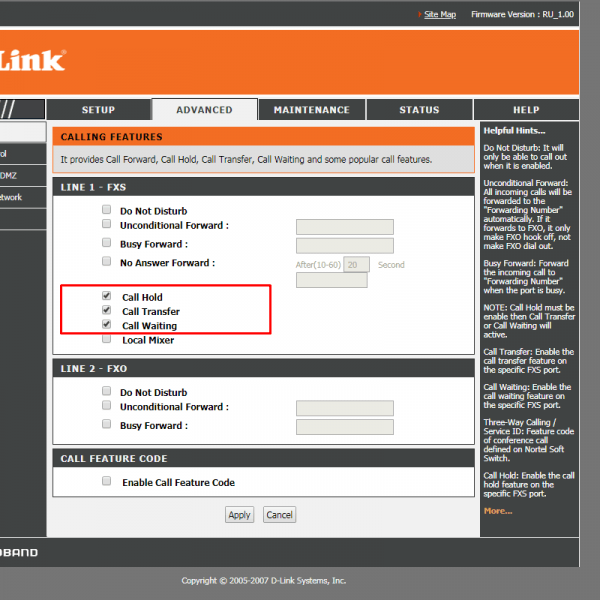 Site Map Firmware Version : RU_1.00
Link
SETUP ADVANCED MAINTENANCE STATUS HELP
DMZ
CALLING FEATURES
It provides Call Forward, Call Hold, Call Transfer, Call Waiting and some popular call features.
LINE 1 - FXS
Do Not Disturb
Unconditional Forward :
Busy Forward :
No Answer Forward : After(10-60) 20 Second
Call Hold
Call Transfer
Call Waiting
Local Mixer
LINE 2 - FXO
Do Not Disturb
Unconditional Forward :
Busy Forward :
CALL FEATURE CODE
Enable Call Feature Code
Apply Cancel
Helpful Hints...
Do Not Disturb: It will
only be able to call out
when it is enabled.
Unconditional Forward:
All incoming calls will be
forwarded to the
"Forwarding Number"
automatically. If it
forwards to FXO, it only
make FXO hook off, not
make FXO dial out.
Busy Forward: Forward
the incoming call to
"Forwarding Number"
when the port is busy.
NOTE: Call Hold must be
enable then Call Transfer
or Call Waiting will
active.
Call Transfer: Enable the
call transfer feature on
the specific FXS port.
Call Waiting: Enable the
call waiting feature on
the specific FXS port.
Three-Way Calling /
Service ID: Feature code
of conference call
defined on Nortel Soft
Switch.
Call Hold: Enable the call
hold feature on the
specific FXS port.
More...
Copyright © 2005-2007 D-Link Systems, Inc.